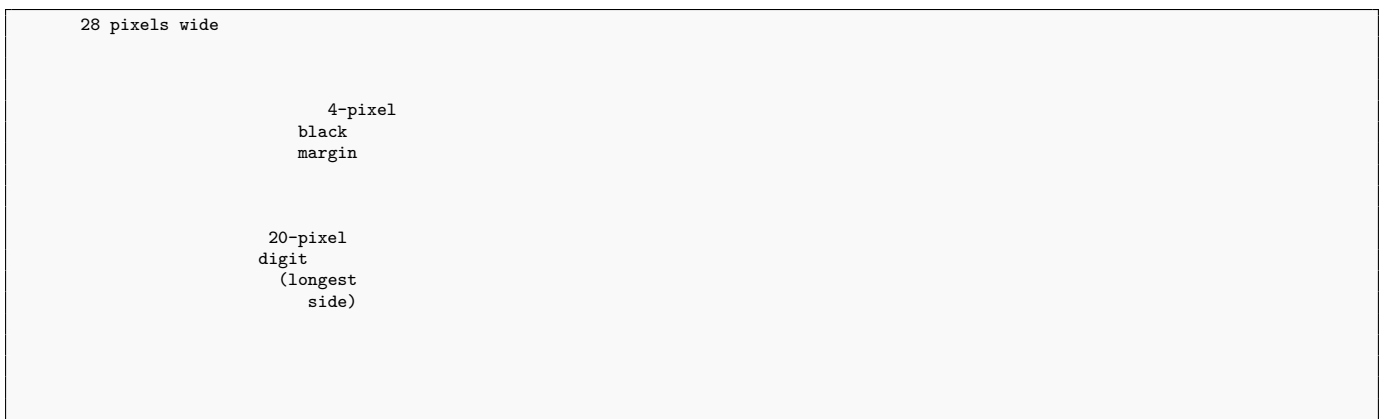 28 pixels wide
4-pixel
black
margin
20-pixel
digit
(longest
side)